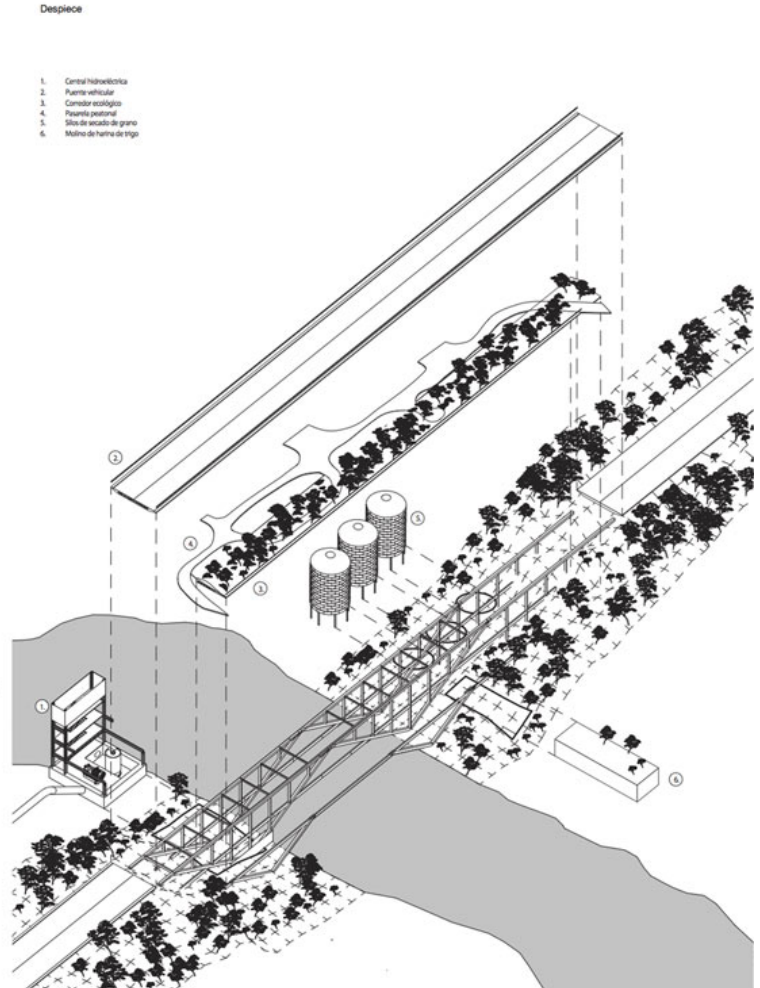 Despiece
1. Central hidroeléctrica
2. Puente vehicular
3. Corredor ecológico
4. Pasarela peatonal
5. Silos de secado de grano
6. Molino de harina de trigo
2.
4.
5.
3.
1.
6.